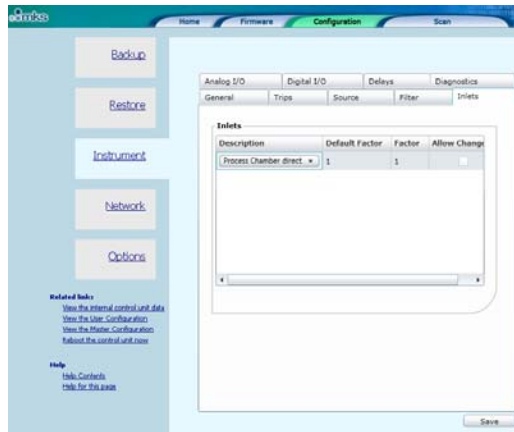 mks
Home Firmware Configuration Scan
Backup
Restore
Instrument
Network
Options
Related links
View the internal control unit data
View the User Configuration
View the Master Configuration
Reboot the control unit now
Help
Help Contents
Help for this page
Analog I/O Digital I/O Delays Diagnostics
General Trips Source Filter Inlets
Inlets
Description Default Factor Factor Allow Change
Process Chamber direct. 1 1
Save